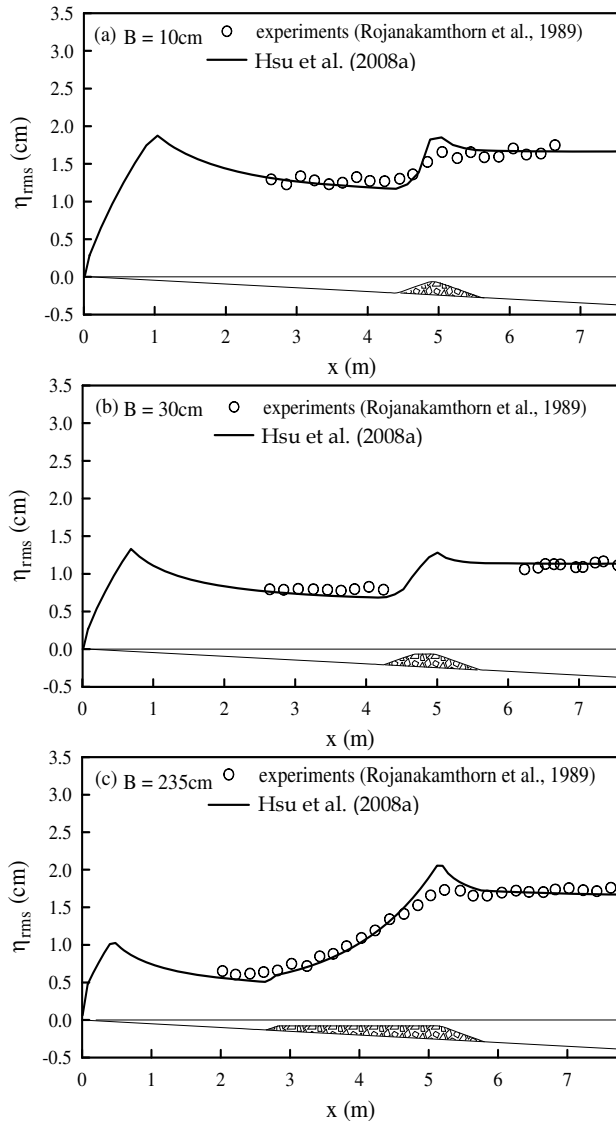 (a) B = 10cm
experiments (Rojanakamthorn et al., 1989)
Hsu et al. (2008a)
3.5
3.0
2.5
2.0
1.5
1.0
0.5
0.0
-0.5
ηrms (cm)
0 1 2 3 4 5 6 7
x (m)
(b) B = 30cm
experiments (Rojanakamthorn et al., 1989)
Hsu et al. (2008a)
3.5
3.0
2.5
2.0
1.5
1.0
0.5
0.0
-0.5
ηrms (cm)
0 1 2 3 4 5 6 7
x (m)
(c) B = 235cm
experiments (Rojanakamthorn et al., 1989)
Hsu et al. (2008a)
3.5
3.0
2.5
2.0
1.5
1.0
0.5
0.0
-0.5
ηrms (cm)
0 1 2 3 4 5 6 7
x (m)